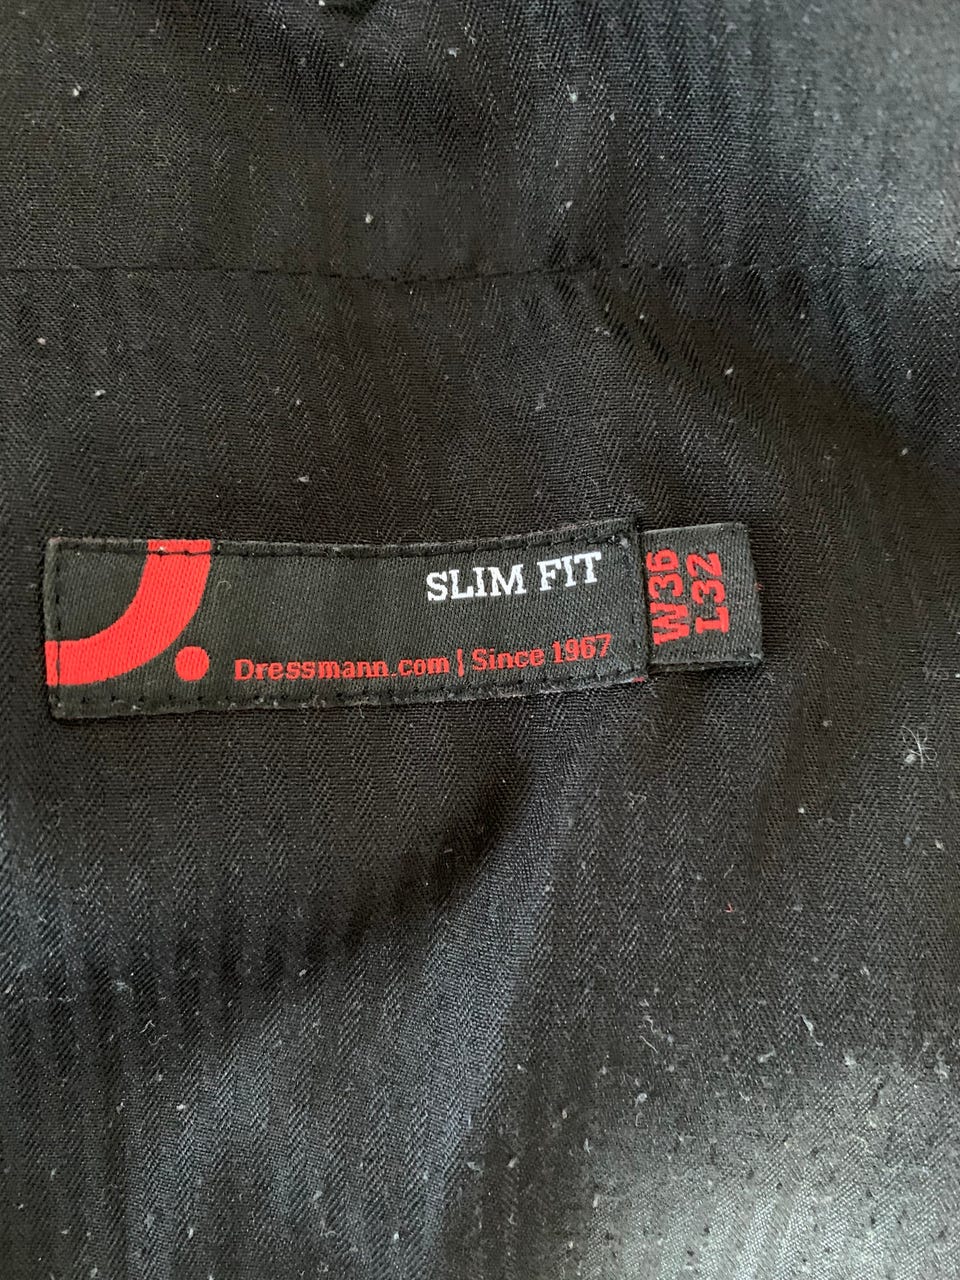 SLIM FIT
Dressmann.com | Since 1967
W36
L32